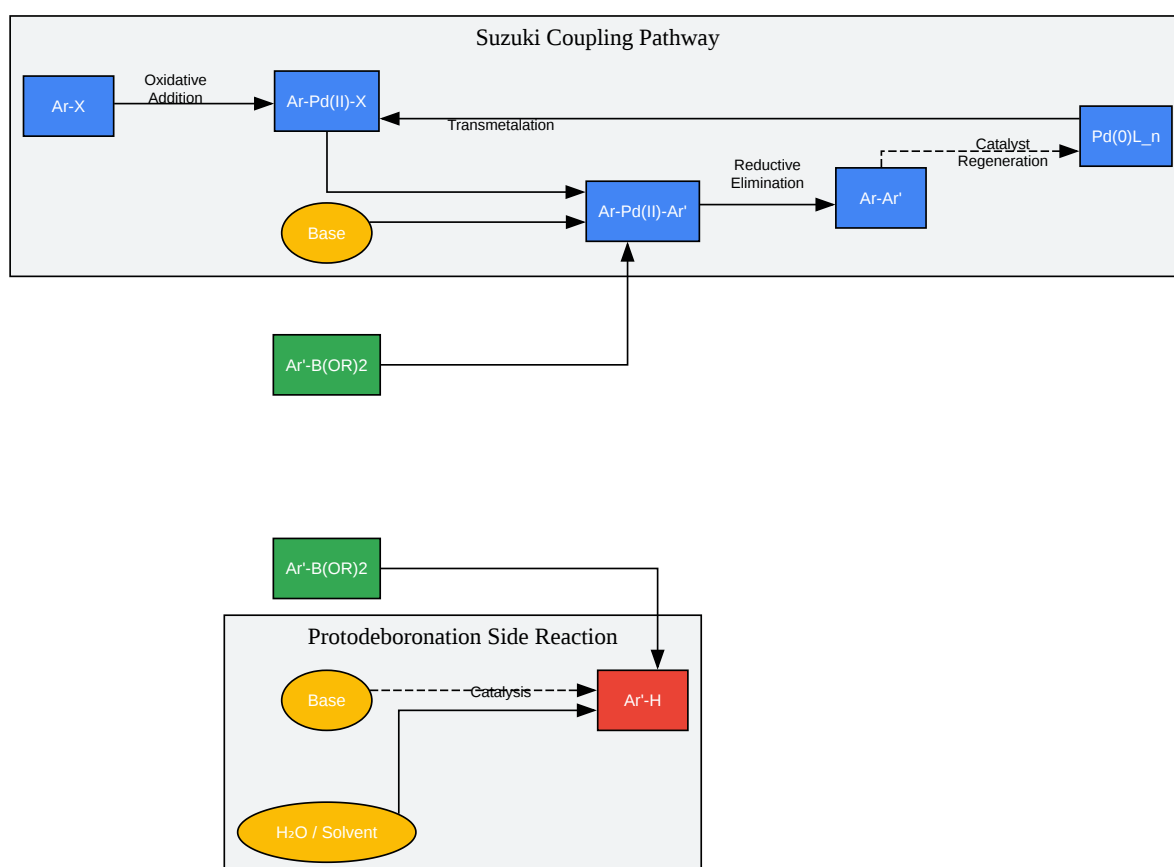 Suzuki Coupling Pathway
Oxidative
Addition
Ar-X
Ar-Pd(II)-X
Transmetalation
Pd(0)L_n
Catalyst
Regeneration
Reductive
Elimination
Ar-Pd(II)-Ar'
Ar-Ar'
Base
Ar'-B(OR)2
Ar'-B(OR)2
Protodeboronation Side Reaction
Base
Catalysis
Ar'-H
H₂O / Solvent